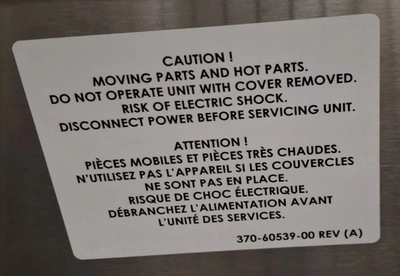 CAUTION !
MOVING PARTS AND HOT PARTS.
DO NOT OPERATE UNIT WITH COVER REMOVED.
RISK OF ELECTRIC SHOCK.
DISCONNECT POWER BEFORE SERVICING UNIT.
ATTENTION !
PIÈCES MOBILES ET PIÈCES TRÈS CHAUDES.
N'UTILISEZ PAS L'APPAREIL SI LES COUVERCLES
NE SONT PAS EN PLACE.
RISQUE DE CHOC ÉLECTRIQUE.
DÉBRANCHEZ L'ALIMENTATION AVANT
L'UNITÉ DES SERVICES.
370-60539-00 REV (A)